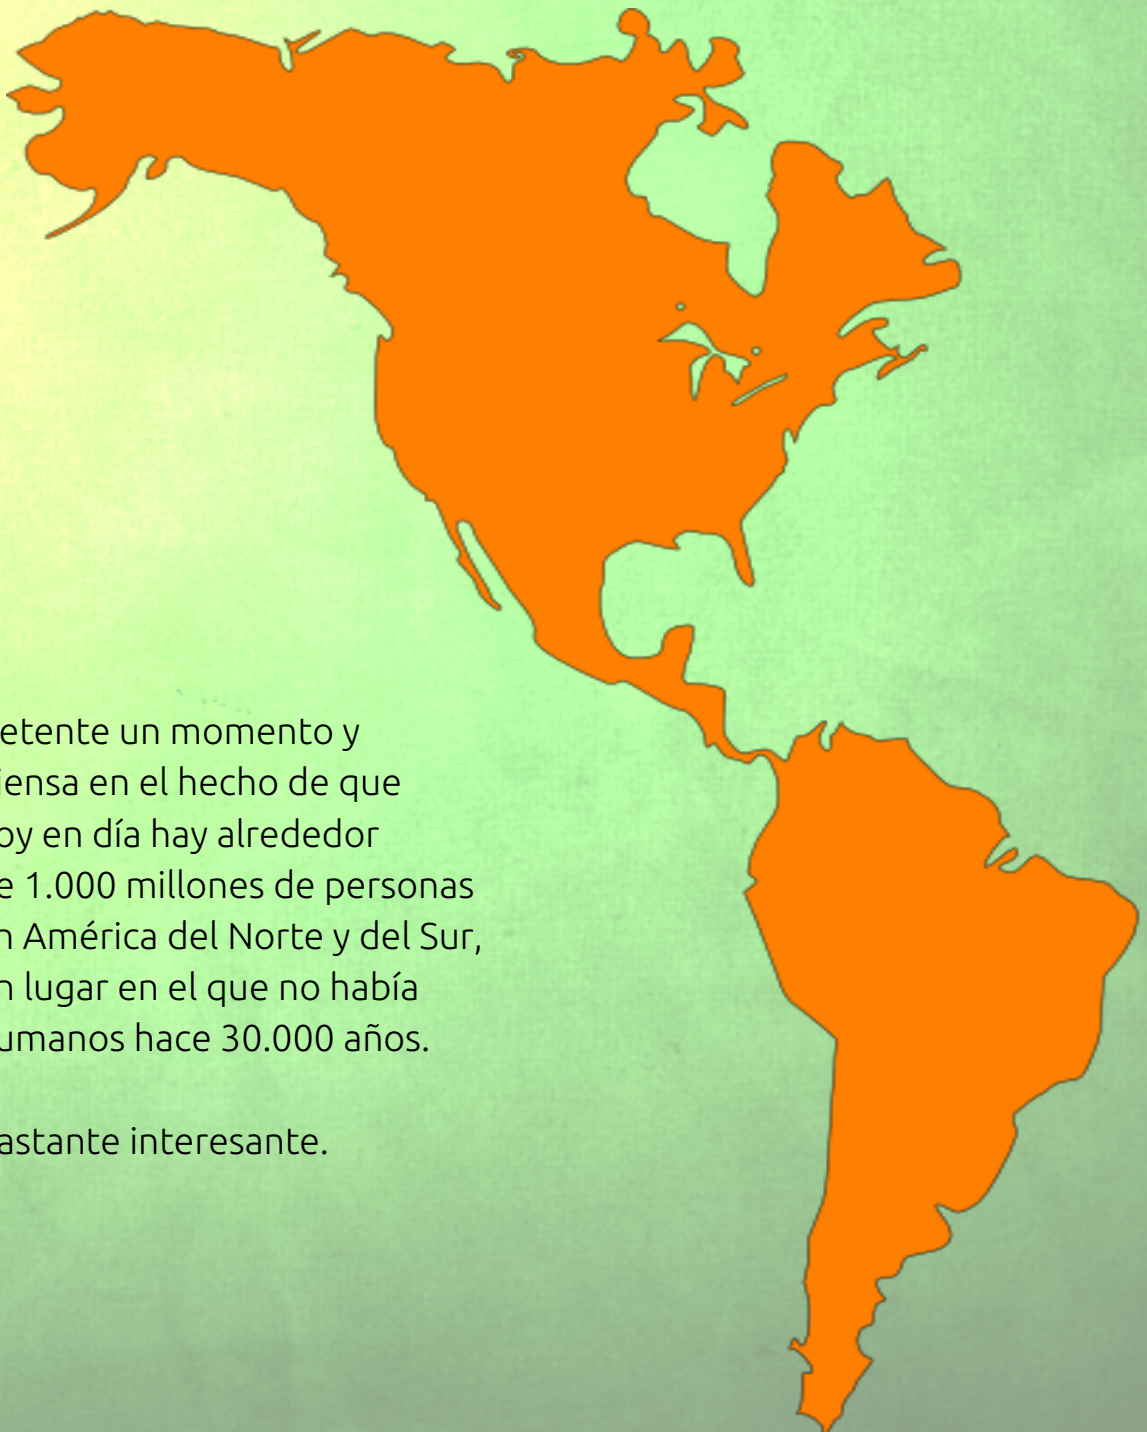 etente un momento y
iensa en el hecho de que
oy en día hay alrededor
e 1.000 millones de personas
n América del Norte y del Sur,
n lugar en el que no había
umanos hace 30.000 años.
astante interesante.